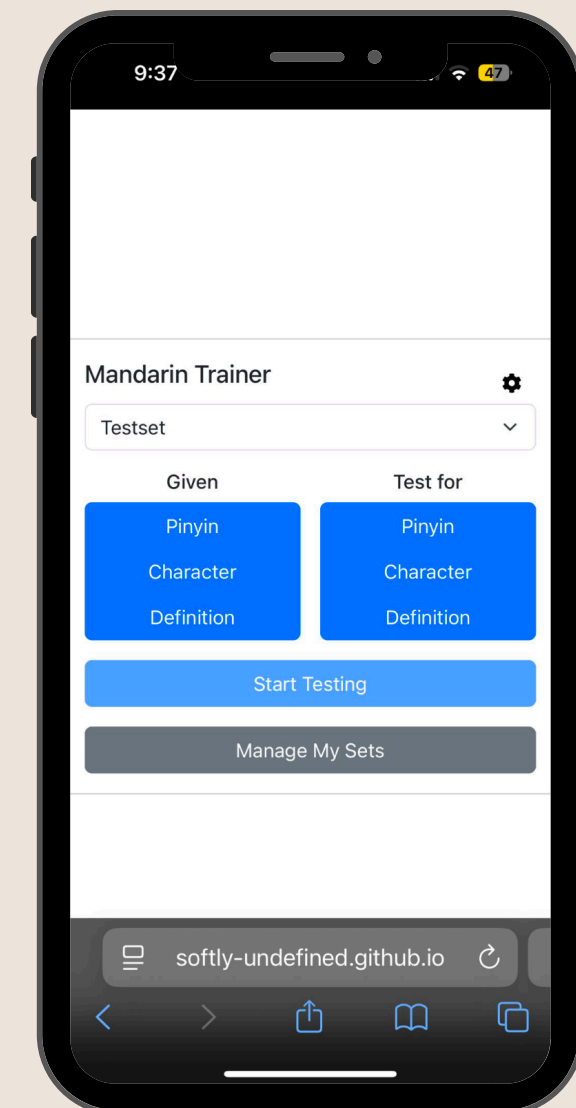 9:37
47
Mandarin Trainer
Testset
Given
Test for
Pinyin
Pinyin
Character
Character
Definition
Definition
Start Testing
Manage My Sets
softly-undefined.github.io